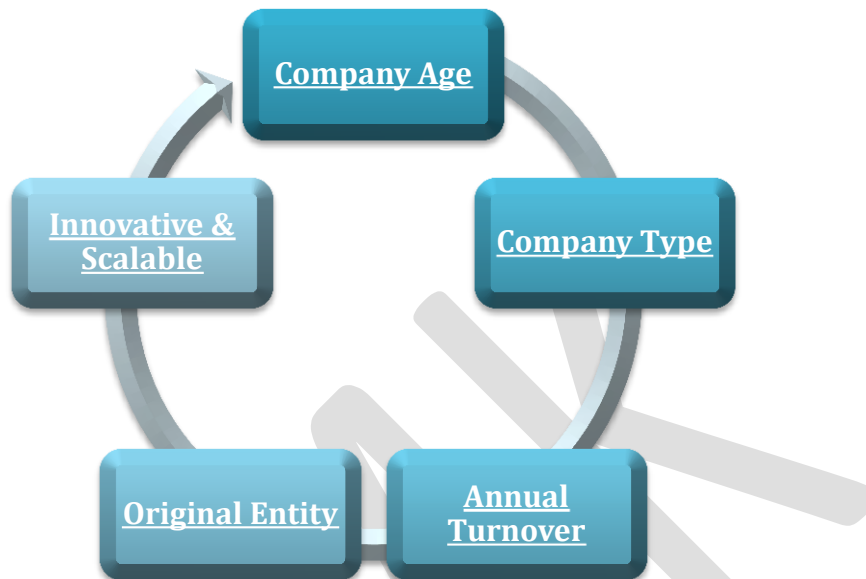 Company Age
Company Type
Annual
Turnover
Original Entity
Innovative &
Scalable